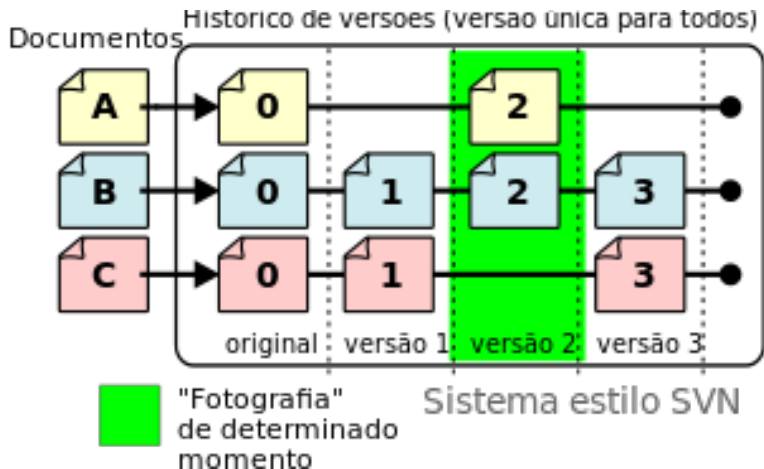 Histórico de versões (versão única para todos)
Documentos
A 0 2
B 0 1 2 3
C 0 1 3
original versão 1 versão 2 versão 3
"Fotografia"
de determinado
momento
Sistema estilo SVN